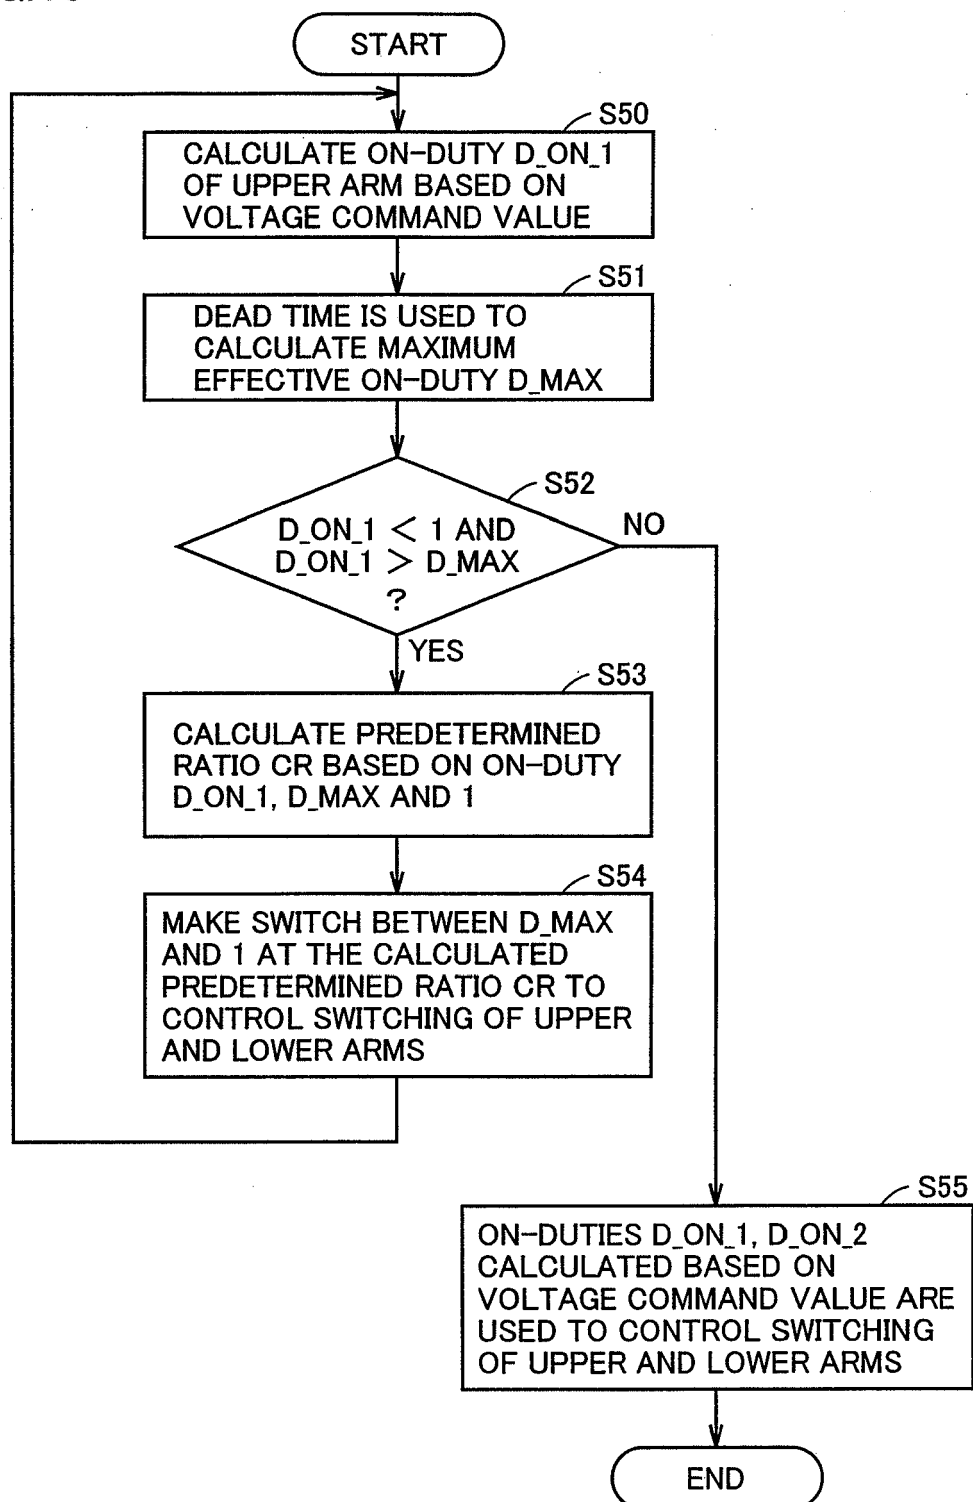 START
S50
CALCULATE ON-DUTY D_ON_1
OF UPPER ARM BASED ON
VOLTAGE COMMAND VALUE
S51
DEAD TIME IS USED TO
CALCULATE MAXIMUM
EFFECTIVE ON-DUTY D_MAX
S52
D_ON_1 < 1 AND
D_ON_1 > D_MAX
?
NO
YES
S53
CALCULATE PREDETERMINED
RATIO CR BASED ON ON-DUTY
D_ON_1, D_MAX AND 1
S54
MAKE SWITCH BETWEEN D_MAX
AND 1 AT THE CALCULATED
PREDETERMINED RATIO CR TO
CONTROL SWITCHING OF UPPER
AND LOWER ARMS
S55
ON-DUTIES D_ON_1, D_ON_2
CALCULATED BASED ON
VOLTAGE COMMAND VALUE ARE
USED TO CONTROL SWITCHING
OF UPPER AND LOWER ARMS
END